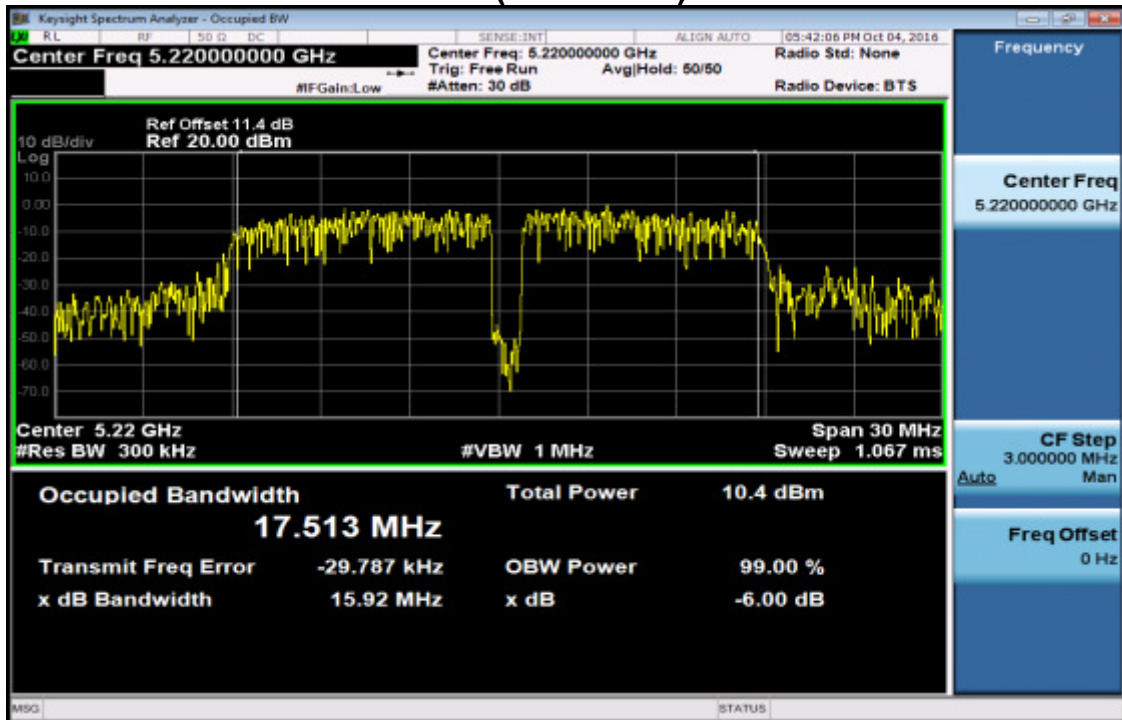 Keysight Spectrum Analyzer - Occupied BW
RL RF 50 Ω DC SENSE:INT ALIGN AUTO 05:42:06 PM Oct 04, 2016
Center Freq 5.220000000 GHz
Center Freq: 5.220000000 GHz Radio Std: None
Trig: Free Run Avg|Hold: 50/50
#IFGain:Low #Atten: 30 dB Radio Device: BTS
Ref Offset 11.4 dB
10 dB/div Ref 20.00 dBm
Log
10.0
0.00
-10.0
-20.0
-30.0
-40.0
-50.0
-60.0
-70.0
Center 5.22 GHz Span 30 MHz
#Res BW 300 kHz #VBW 1 MHz Sweep 1.067 ms
Occupied Bandwidth Total Power 10.4 dBm
17.513 MHz
Transmit Freq Error -29.787 kHz OBW Power 99.00 %
x dB Bandwidth 15.92 MHz x dB -6.00 dB
MSG STATUS
Frequency
Center Freq
5.220000000 GHz
CF Step
3.000000 MHz
Auto Man
Freq Offset
0 Hz